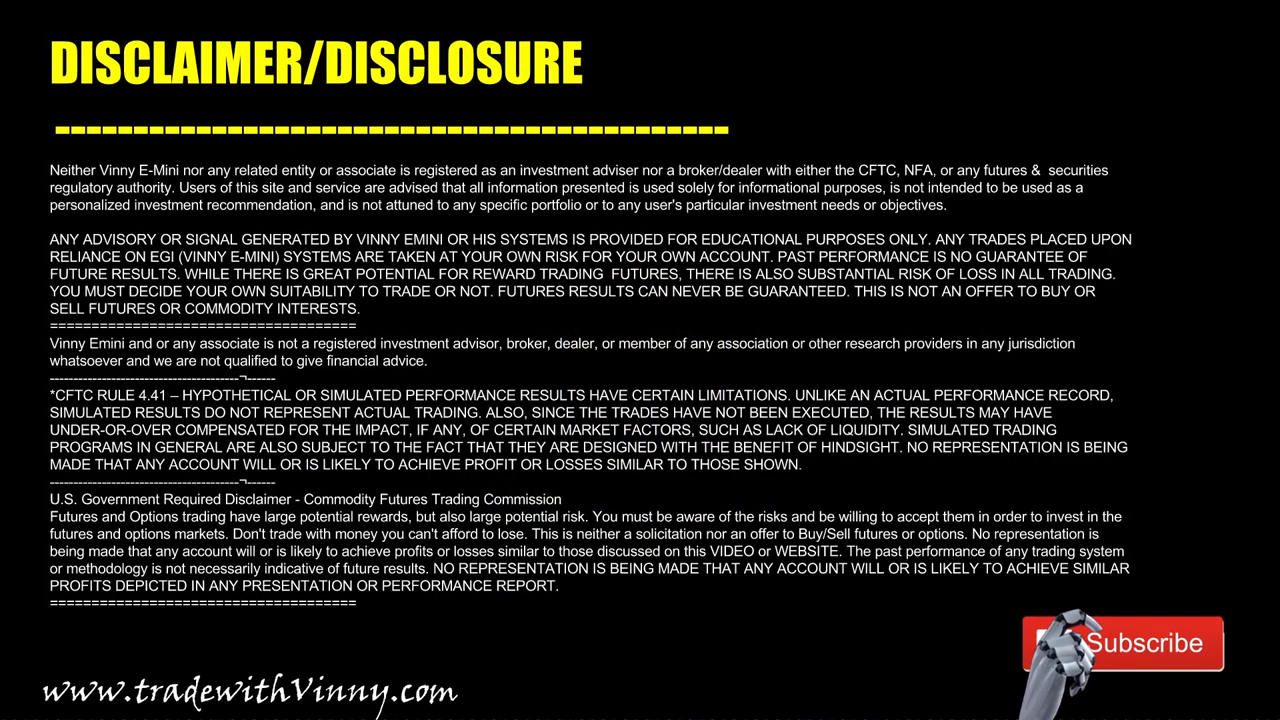 DISCLAIMER/DISCLOSURE
--------------------------------------------
Neither Vinny E-Mini nor any related entity or associate is registered as an investment adviser nor a broker/dealer with either the CFTC, NFA, or any futures & securities
regulatory authority. Users of this site and service are advised that all information presented is used solely for informational purposes, is not intended to be used as a
personalized investment recommendation, and is not attuned to any specific portfolio or to any user's particular investment needs or objectives.
ANY ADVISORY OR SIGNAL GENERATED BY VINNY EMINI OR HIS SYSTEMS IS PROVIDED FOR EDUCATIONAL PURPOSES ONLY. ANY TRADES PLACED UPON
RELIANCE ON EGI (VINNY E-MINI) SYSTEMS ARE TAKEN AT YOUR OWN RISK FOR YOUR OWN ACCOUNT. PAST PERFORMANCE IS NO GUARANTEE OF
FUTURE RESULTS. WHILE THERE IS GREAT POTENTIAL FOR REWARD TRADING FUTURES, THERE IS ALSO SUBSTANTIAL RISK OF LOSS IN ALL TRADING.
YOU MUST DECIDE YOUR OWN SUITABILITY TO TRADE OR NOT. FUTURES RESULTS CAN NEVER BE GUARANTEED. THIS IS NOT AN OFFER TO BUY OR
SELL FUTURES OR COMMODITY INTERESTS.
=====================================
Vinny Emini and or any associate is not a registered investment advisor, broker, dealer, or member of any association or other research providers in any jurisdiction
whatsoever and we are not qualified to give financial advice.
-----------------------------------------¬------
*CFTC RULE 4.41 – HYPOTHETICAL OR SIMULATED PERFORMANCE RESULTS HAVE CERTAIN LIMITATIONS. UNLIKE AN ACTUAL PERFORMANCE RECORD,
SIMULATED RESULTS DO NOT REPRESENT ACTUAL TRADING. ALSO, SINCE THE TRADES HAVE NOT BEEN EXECUTED, THE RESULTS MAY HAVE
UNDER-OR-OVER COMPENSATED FOR THE IMPACT, IF ANY, OF CERTAIN MARKET FACTORS, SUCH AS LACK OF LIQUIDITY. SIMULATED TRADING
PROGRAMS IN GENERAL ARE ALSO SUBJECT TO THE FACT THAT THEY ARE DESIGNED WITH THE BENEFIT OF HINDSIGHT. NO REPRESENTATION IS BEING
MADE THAT ANY ACCOUNT WILL OR IS LIKELY TO ACHIEVE PROFIT OR LOSSES SIMILAR TO THOSE SHOWN.
-----------------------------------------¬------
U.S. Government Required Disclaimer - Commodity Futures Trading Commission
Futures and Options trading have large potential rewards, but also large potential risk. You must be aware of the risks and be willing to accept them in order to invest in the
futures and options markets. Don't trade with money you can't afford to lose. This is neither a solicitation nor an offer to Buy/Sell futures or options. No representation is
being made that any account will or is likely to achieve profits or losses similar to those discussed on this VIDEO or WEBSITE. The past performance of any trading system
or methodology is not necessarily indicative of future results. NO REPRESENTATION IS BEING MADE THAT ANY ACCOUNT WILL OR IS LIKELY TO ACHIEVE SIMILAR
PROFITS DEPICTED IN ANY PRESENTATION OR PERFORMANCE REPORT.
=====================================
Subscribe
www.tradewithVinny.com